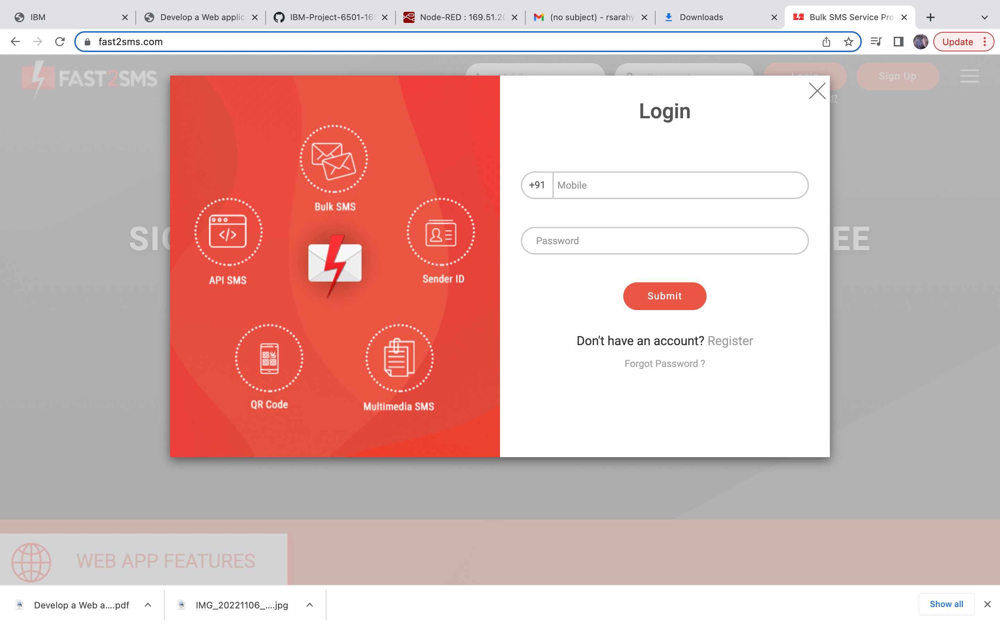 IBM
Develop a Web applic
IBM-Project-6501-165
Node-RED : 169.51.20
(no subject) - rsarahy
Downloads
Bulk SMS Service Pro
fast2sms.com
Update
FAST2SMS
Mobile
Password
Login
Sign Up
d?
SIG
EE
Bulk SMS
API SMS
Sender ID
QR Code
Multimedia SMS
Login
+91 Mobile
Password
Submit
Don't have an account? Register
Forgot Password ?
WEB APP FEATURES
Develop a Web a....pdf
IMG_20221106_....jpg
Show all